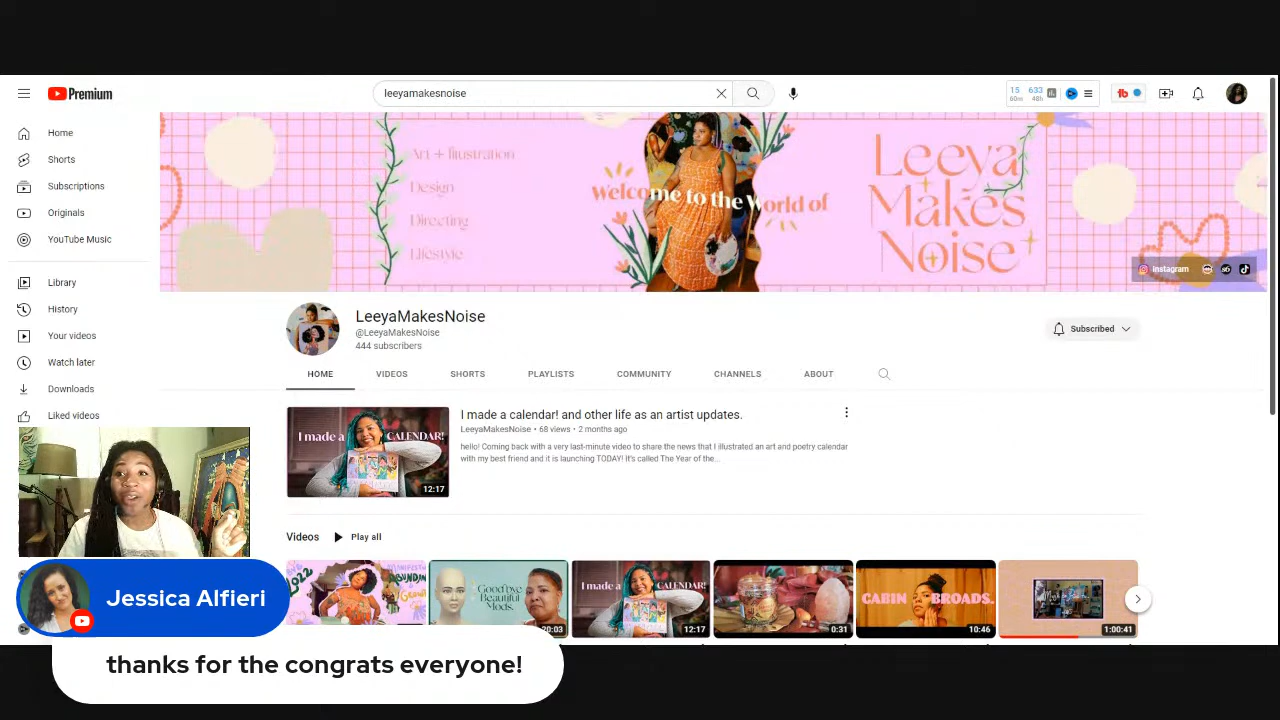 Premium
leeyamakesnoise
15 633
60m 48h
tb
Home
Shorts
Subscriptions
Originals
YouTube Music
Library
History
Your videos
Watch later
Downloads
Liked videos
Art + Illustration
Design
Directing
Lifestyle
Welcome to the World of
Leeya
Makes
Noise
Instagram
LeeyaMakesNoise
@LeeyaMakesNoise
444 subscribers
Subscribed
HOME
VIDEOS
SHORTS
PLAYLISTS
COMMUNITY
CHANNELS
ABOUT
I made a CALENDAR!
12:17
I made a calendar! and other life as an artist updates.
LeeyaMakesNoise • 68 views • 2 months ago
hello! Coming back with a very last-minute video to share the news that I illustrated an art and poetry calendar
with my best friend and it is launching TODAY! It's called The Year of the...
Videos
Play all
2022
Goodbye
Beautiful
Mods.
I made a CALENDAR!
12:17
0:31
CABIN BROADS.
10:46
1:00:41
Jessica Alfieri
thanks for the congrats everyone!